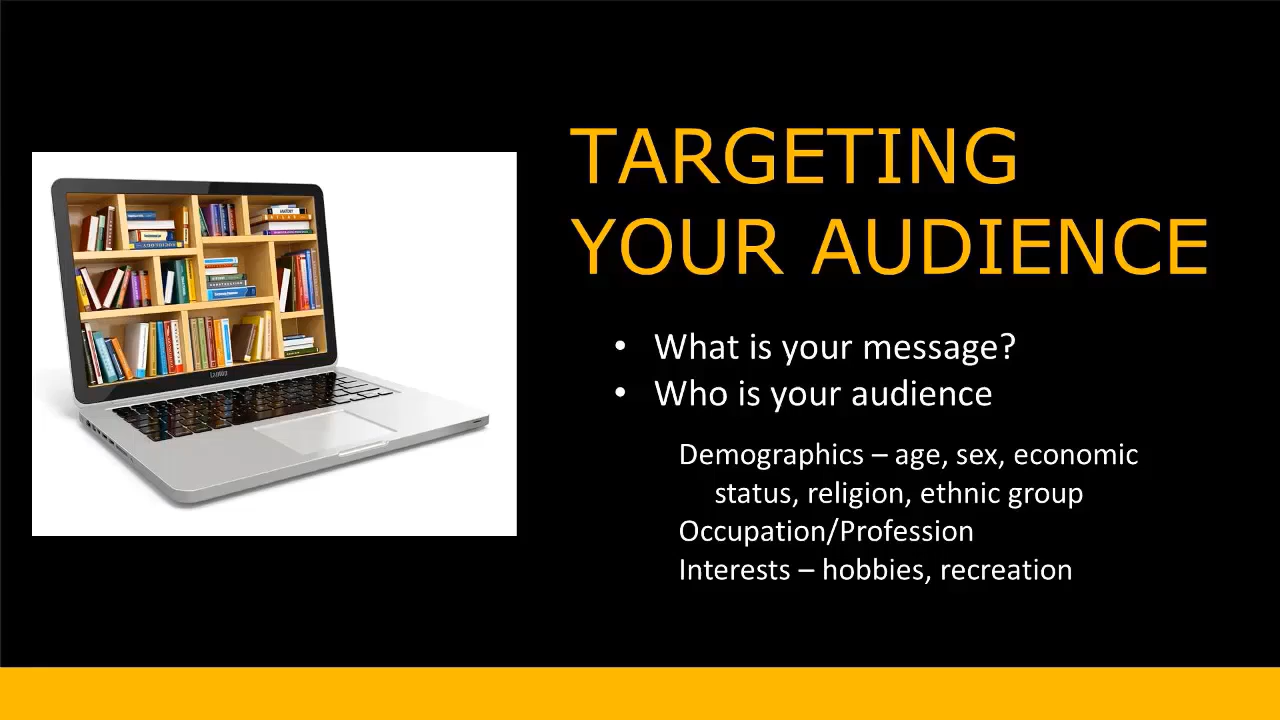 TARGETING
YOUR AUDIENCE
• What is your message?
• Who is your audience
Demographics – age, sex, economic
status, religion, ethnic group
Occupation/Profession
Interests – hobbies, recreation